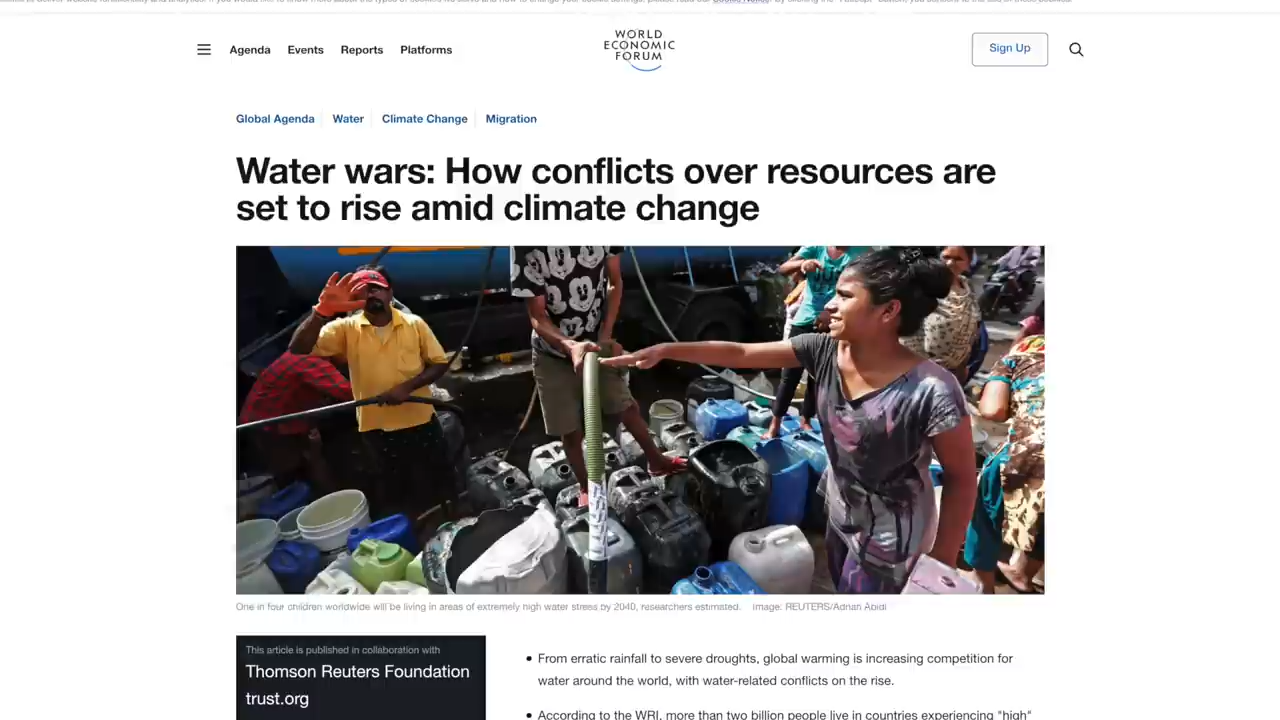 Agenda
Events
Reports
Platforms
WORLD
ECONOMIC
FORUM
Sign Up
Global Agenda
Water
Climate Change
Migration
Water wars: How conflicts over resources are
set to rise amid climate change
One in four children worldwide will be living in areas of extremely high water stress by 2040, researchers estimated. Image: REUTERS/Adnan Abidi
This article is published in collaboration with
Thomson Reuters Foundation
trust.org
From erratic rainfall to severe droughts, global warming is increasing competition for
water around the world, with water-related conflicts on the rise.
According to the WRI, more than two billion people live in countries experiencing "high"